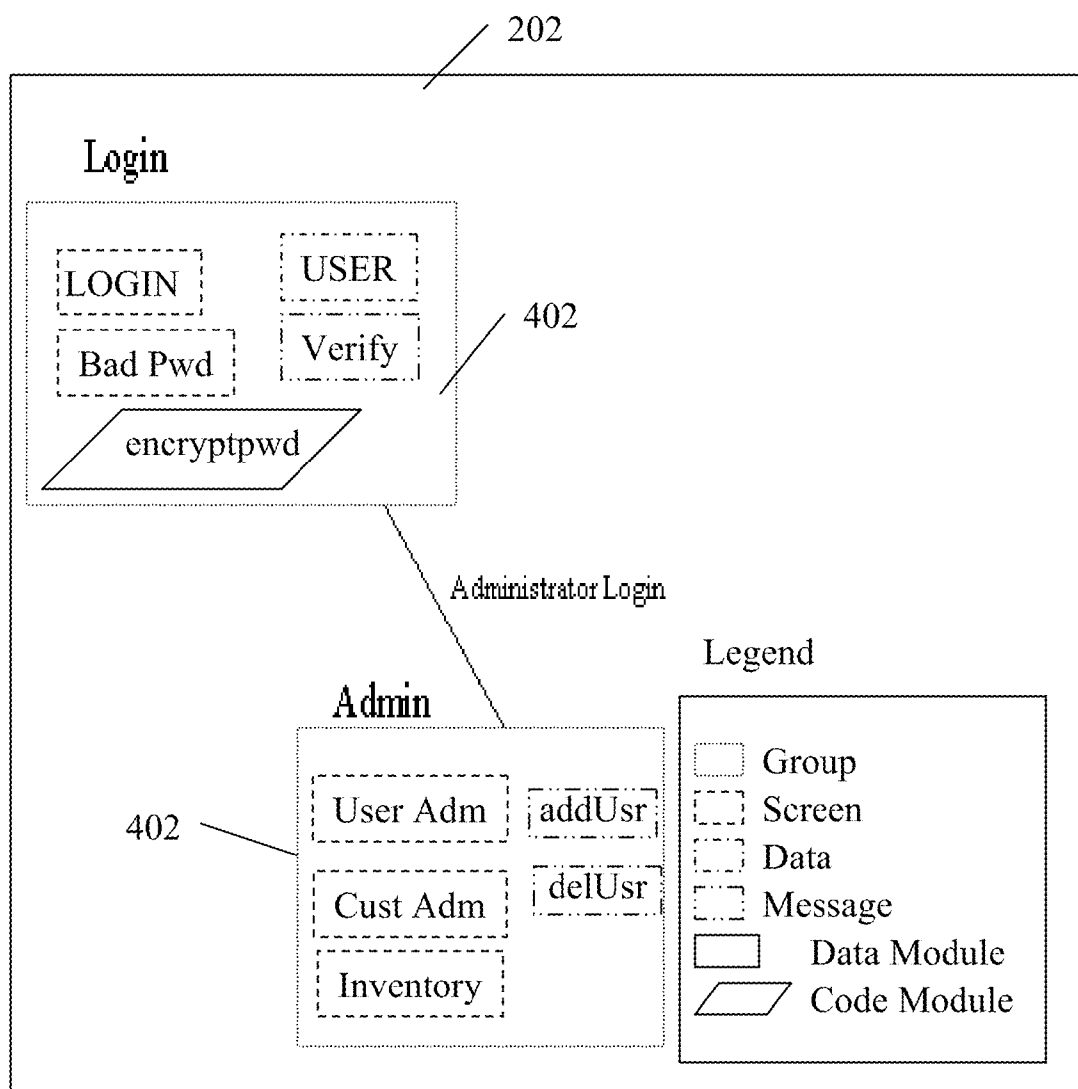 202
Login
LOGIN
USER
Bad Pwd
Verify
402
encryptpwd
Administrator Login
Legend
Admin
User Adm
addUsr
402
Cust Adm
delUsr
Inventory
Group
Screen
Data
Message
Data Module
Code Module